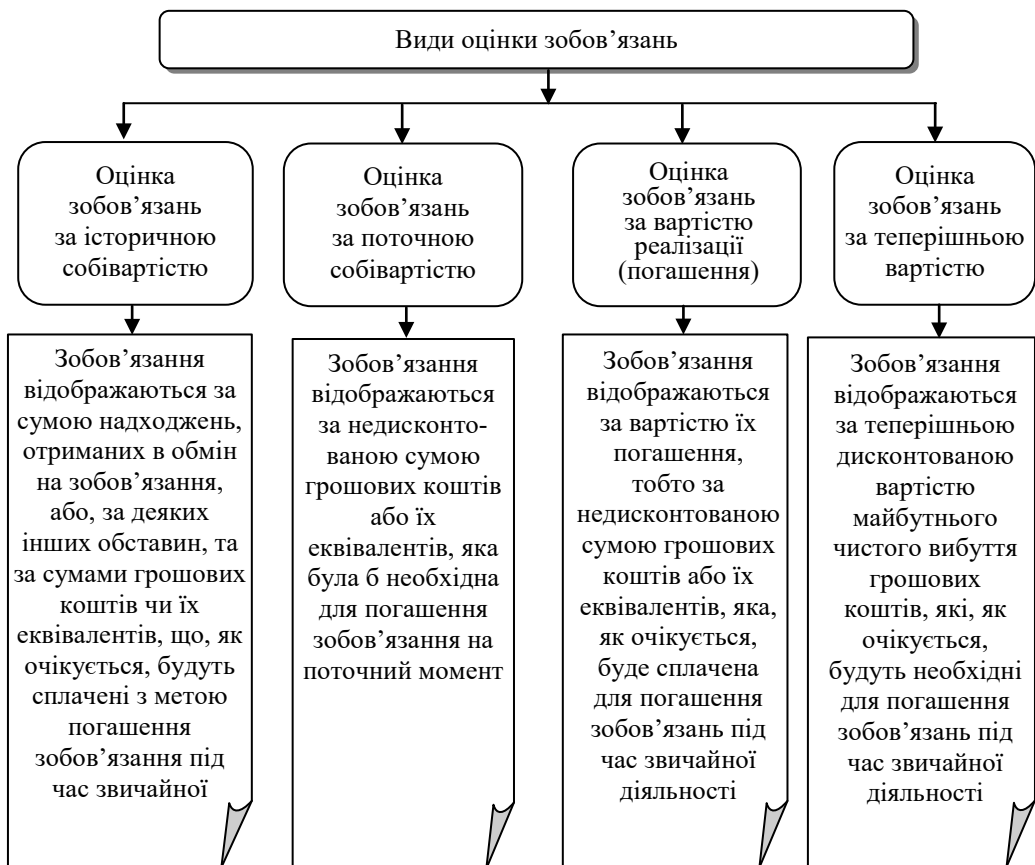 Види оцінки зобов’язань
Оцінка
зобов’язань
за історичною
собівартістю
Оцінка
зобов’язань
за поточною
собівартістю
Оцінка
зобов’язань
за вартістю
реалізації
(погашення)
Оцінка
зобов’язань
за теперішньою
вартістю
Зобов’язання
відображаються за
сумою надходжень,
отриманих в обмін
на зобов’язання,
або, за деяких
інших обставин, та
за сумами грошових
коштів чи їх
еквівалентів, що, як
очікується, будуть
сплачені з метою
погашення
зобов’язання під
час звичайної
Зобов’язання
відображаються
за недисконто-
ваною сумою
грошових коштів
або їх
еквівалентів, яка
була б необхідна
для погашення
зобов’язання на
поточний момент
Зобов’язання
відображаються
за вартістю їх
погашення,
тобто за
недисконтованою
сумою грошових
коштів або їх
еквівалентів, яка,
як очікується,
буде сплачена
для погашення
зобов’язань під
час звичайної
діяльності
Зобов’язання
відображаються
за теперішньою
дисконтованою
вартістю
майбутнього
чистого вибуття
грошових
коштів, які, як
очікується,
будуть необхідні
для погашення
зобов’язань під
час звичайної
діяльності